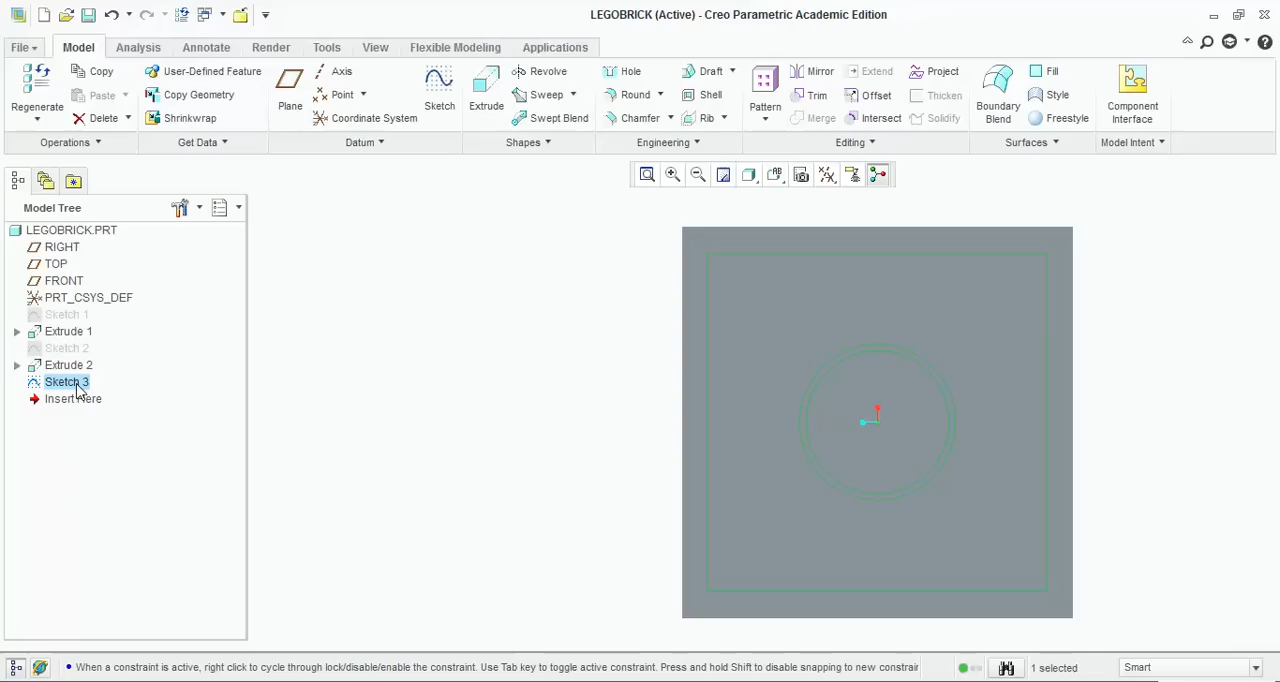 LEGOBRICK (Active) - Creo Parametric Academic Edition
File Model Analysis Annotate Render Tools View Flexible Modeling Applications
Copy User-Defined Feature Axis Revolve Hole Draft Mirror Extend Project Fill
Regenerate Paste Copy Geometry Plane Point Sketch Extrude Sweep Round Shell Pattern Trim Offset Thicken Boundary Blend Style Component Interface
Delete Shrinkwrap Coordinate System Swept Blend Chamfer Rib Merge Intersect Solidify Freestyle
Operations Get Data Datum Shapes Engineering Editing Surfaces Model Intent
Model Tree
LEGOBRICK.PRT
RIGHT
TOP
FRONT
PRT_CSYS_DEF
Sketch 1
Extrude 1
Sketch 2
Extrude 2
Sketch 3
Insert Here
When a constraint is active, right click to cycle through lock/disable/enable the constraint. Use Tab key to toggle active constraint. Press and hold Shift to disable snapping to new constrair 1 selected Smart